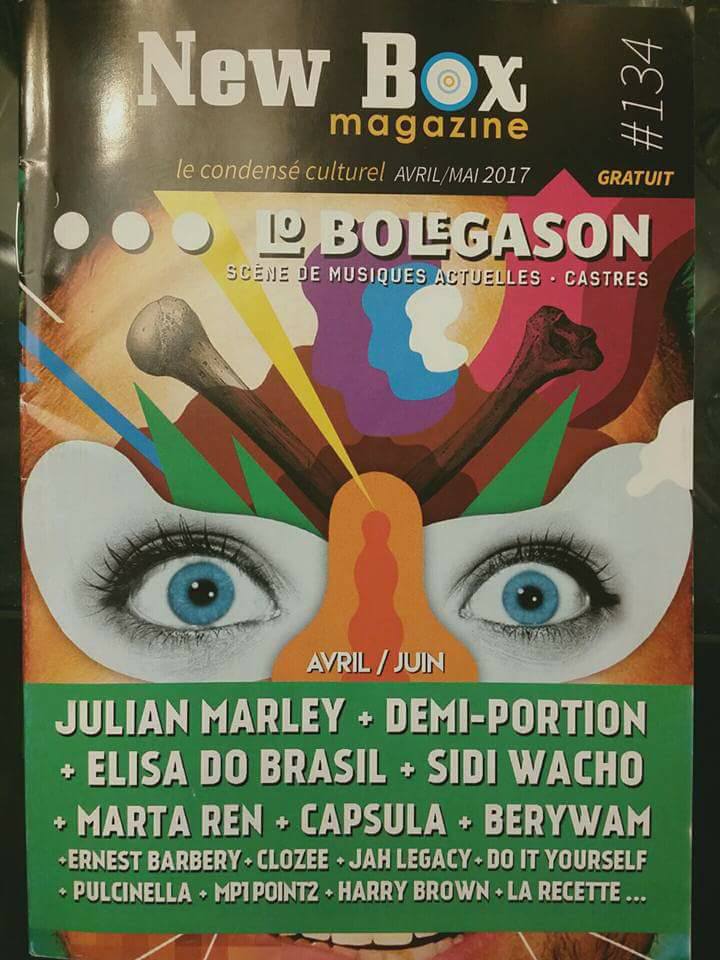 New Box
magazine
#134
le condensé culturel AVRIL/MAI 2017
GRATUIT
LO BOLEGASON
SCÈNE DE MUSIQUES ACTUELLES · CASTRES
AVRIL / JUIN
JULIAN MARLEY + DEMI-PORTION
+ ELISA DO BRASIL + SIDI WACHO
+ MARTA REN + CAPSULA + BERYWAM
+ERNEST BARBERY+ CLOZEE + JAH LEGACY+ DO IT YOURSELF
+ PULCINELLA + MP1POINT2 + HARRY BROWN + LA RECETTE ...